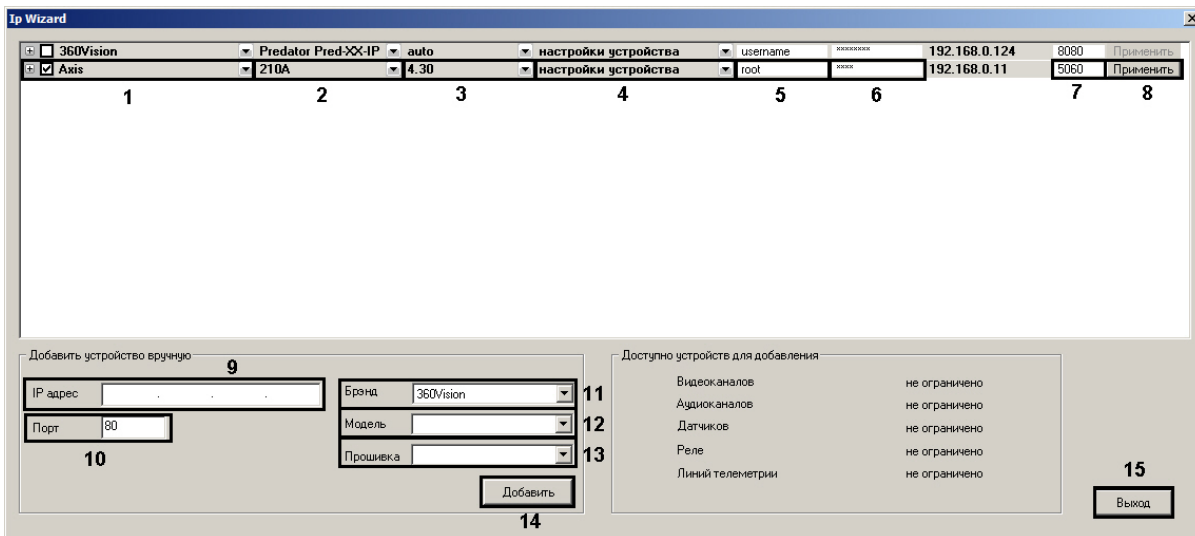 Ip Wizard
360Vision Predator Pred-XX-IP auto настройки устройства username ×××××××× 192.168.0.124 8080 Применить
Axis 210A 4.30 настройки устройства root ×××× 192.168.0.11 5060 Применить
1 2 3 4 5 6 7 8
Добавить устройство вручную
9
IP адрес . . .
Порт 80
10
Брэнд 360Vision 11
Модель 12
Прошивка 13
Добавить
14
Доступно устройств для добавления
Видеоканалов не ограничено
Аудиоканалов не ограничено
Датчиков не ограничено
Реле не ограничено
Линий телеметрии не ограничено
15
Выход